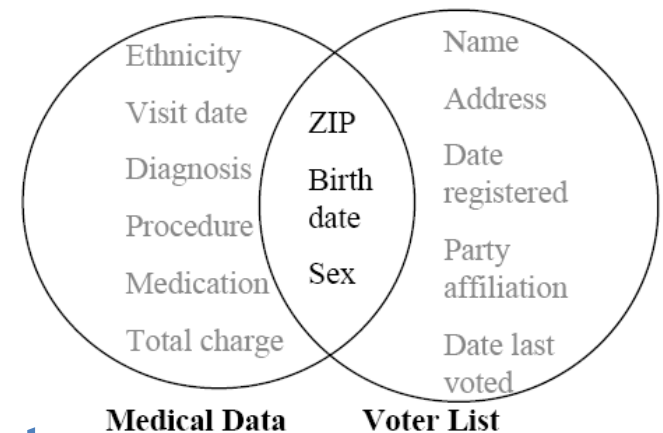 Ethnicity
Visit date
Diagnosis
Procedure
Medication
Total charge
ZIP
Birth
date
Sex
Name
Address
Date
registered
Party
affiliation
Date last
voted
Medical Data
Voter List